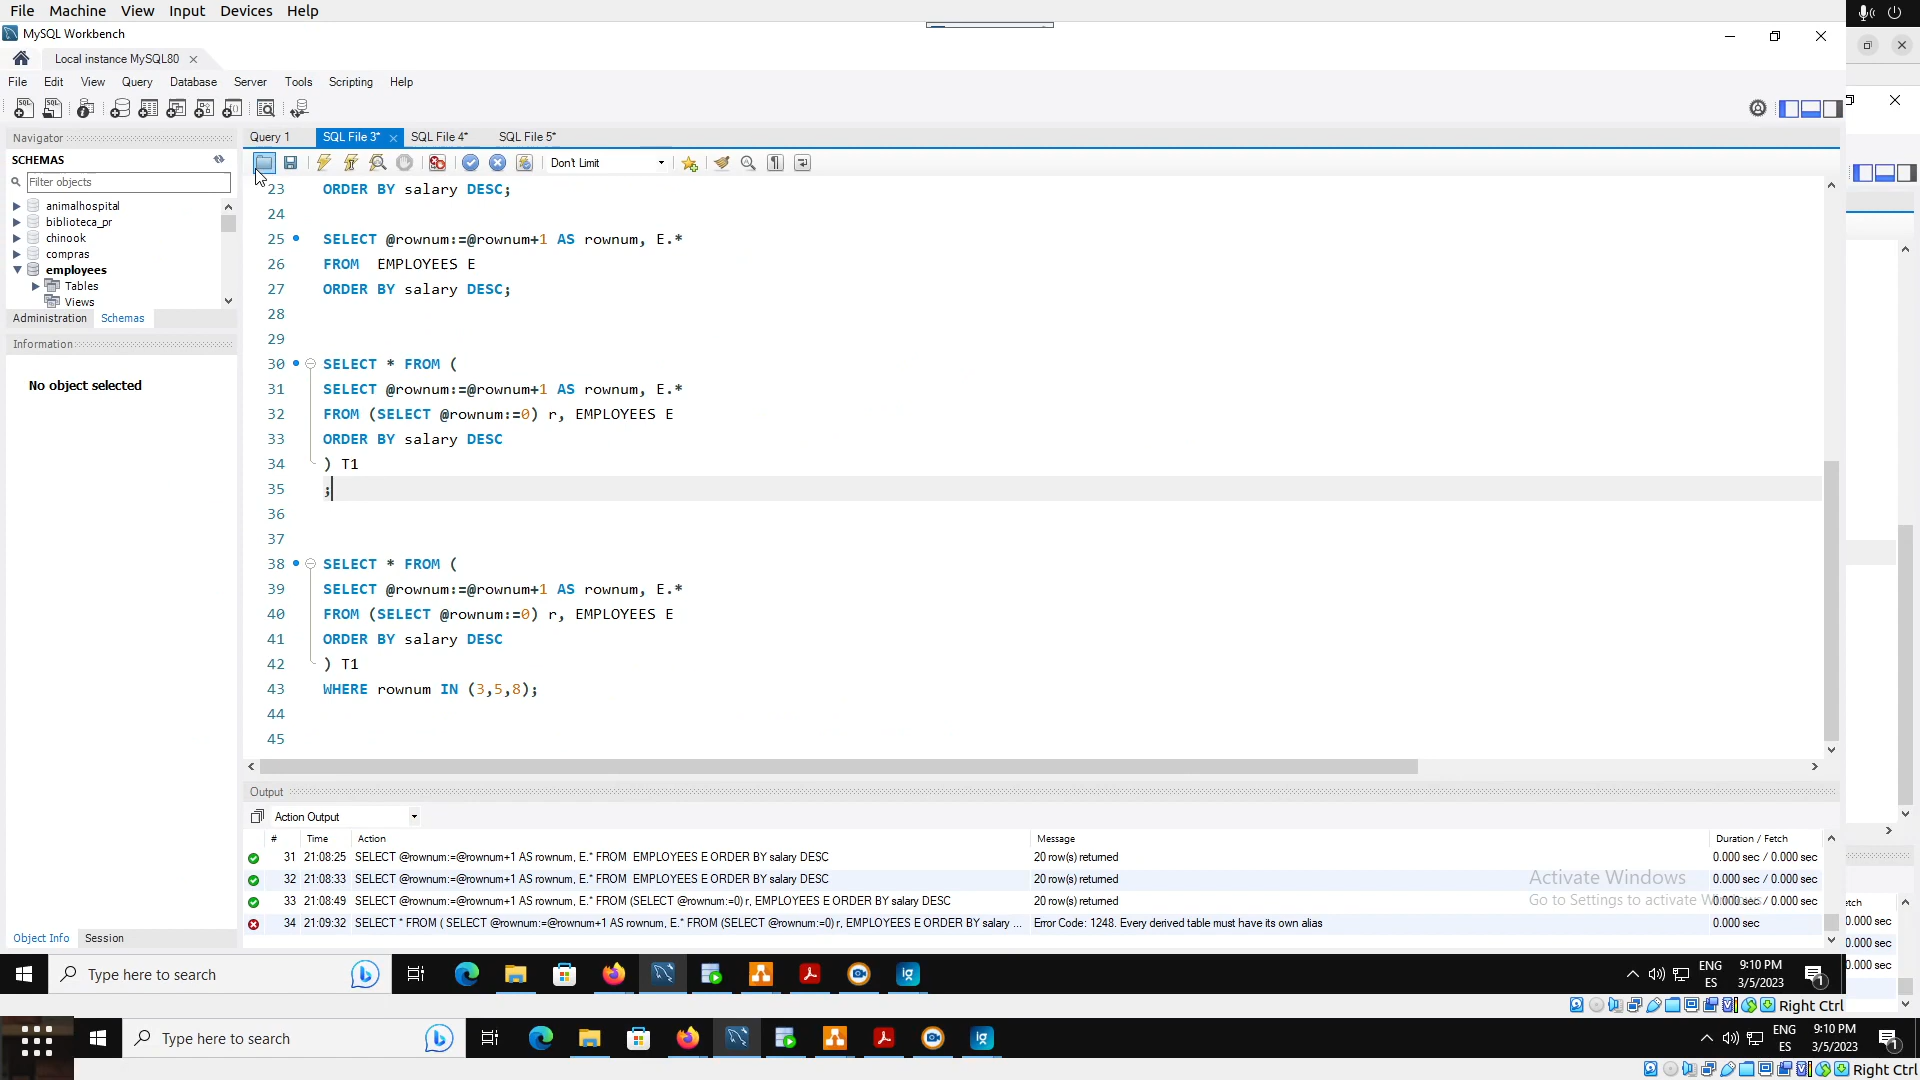 File Machine View Input Devices Help
MySQL Workbench
Local instance MySQL80
File Edit View Query Database Server Tools Scripting Help
Navigator
Query 1 SQL File 3* SQL File 4* SQL File 5*
SCHEMAS
Don't Limit
Filter objects
animalhospital
biblioteca_pr
chinook
compras
employees
Tables
Views
Administration Schemas
Information
No object selected
Object Info Session
23 ORDER BY salary DESC;
24
25 SELECT @rownum:=@rownum+1 AS rownum, E.*
26 FROM  EMPLOYEES E
27 ORDER BY salary DESC;
28
29
30 SELECT * FROM (
31 SELECT @rownum:=@rownum+1 AS rownum, E.*
32 FROM (SELECT @rownum:=0) r, EMPLOYEES E
33 ORDER BY salary DESC
34 ) T1
35 ;
36
37
38 SELECT * FROM (
39 SELECT @rownum:=@rownum+1 AS rownum, E.*
40 FROM (SELECT @rownum:=0) r, EMPLOYEES E
41 ORDER BY salary DESC
42 ) T1
43 WHERE rownum IN (3,5,8);
44
45
Output
Action Output
# Time Action Message Duration / Fetch
31 21:08:25 SELECT @rownum:=@rownum+1 AS rownum, E.* FROM  EMPLOYEES E ORDER BY salary DESC 20 row(s) returned 0.000 sec / 0.000 sec
32 21:08:33 SELECT @rownum:=@rownum+1 AS rownum, E.* FROM  EMPLOYEES E ORDER BY salary DESC 20 row(s) returned 0.000 sec / 0.000 sec
33 21:08:49 SELECT @rownum:=@rownum+1 AS rownum, E.* FROM (SELECT @rownum:=0) r, EMPLOYEES E ORDER BY salary DESC 20 row(s) returned 0.000 sec / 0.000 sec
34 21:09:32 SELECT * FROM ( SELECT @rownum:=@rownum+1 AS rownum, E.* FROM (SELECT @rownum:=0) r, EMPLOYEES E ORDER BY salary ... Error Code: 1248. Every derived table must have its own alias 0.000 sec
Activate Windows
Go to Settings to activate
etch
0.000 sec
0.000 sec
0.000 sec
Type here to search
ENG
ES
9:10 PM
3/5/2023
1
Right Ctrl
Type here to search
ENG
ES
9:10 PM
3/5/2023
1
Right Ctrl